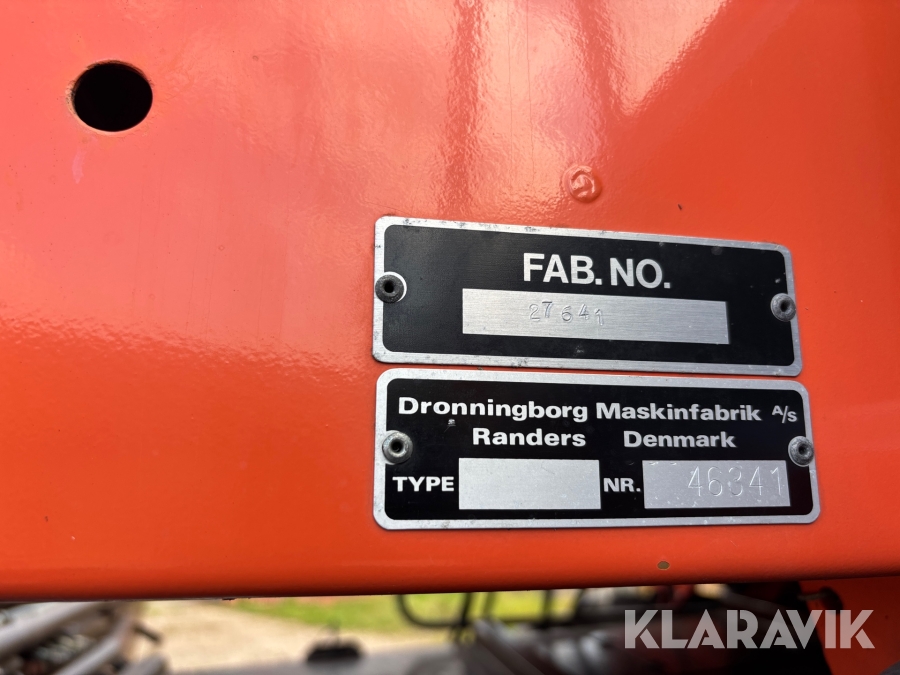 FAB. NO.
27641
Dronningborg Maskinfabrik A/s
Randers Denmark
TYPE NR. 46341
KLARAVIK